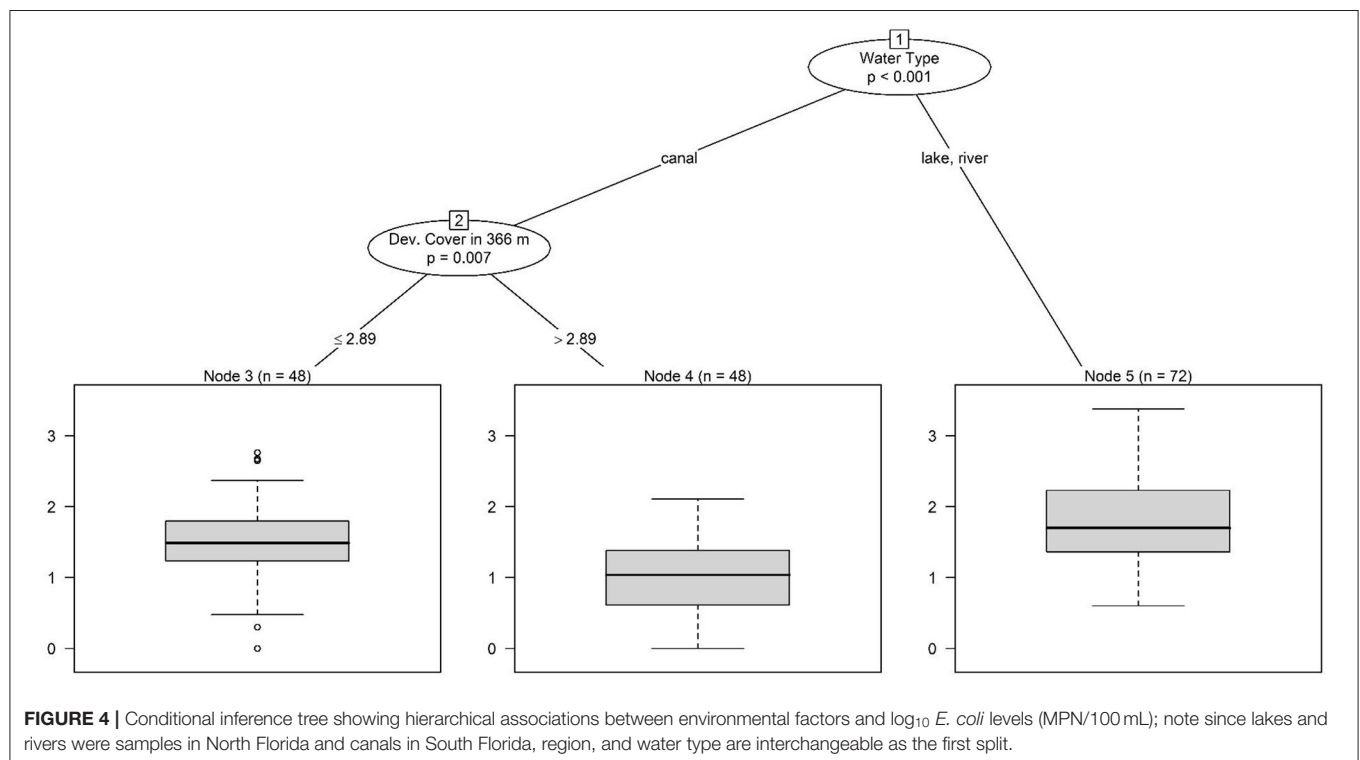 1
Water Type
p < 0.001
canal
lake, river
2
Dev. Cover in 366 m
p = 0.007
≤ 2.89
> 2.89
Node 3 (n = 48)
3
2
1
0
Node 4 (n = 48)
3
2
1
0
Node 5 (n = 72)
3
2
1
0
FIGURE 4 | Conditional inference tree showing hierarchical associations between environmental factors and log₁₀ E. coli levels (MPN/100 mL); note since lakes and
rivers were samples in North Florida and canals in South Florida, region, and water type are interchangeable as the first split.